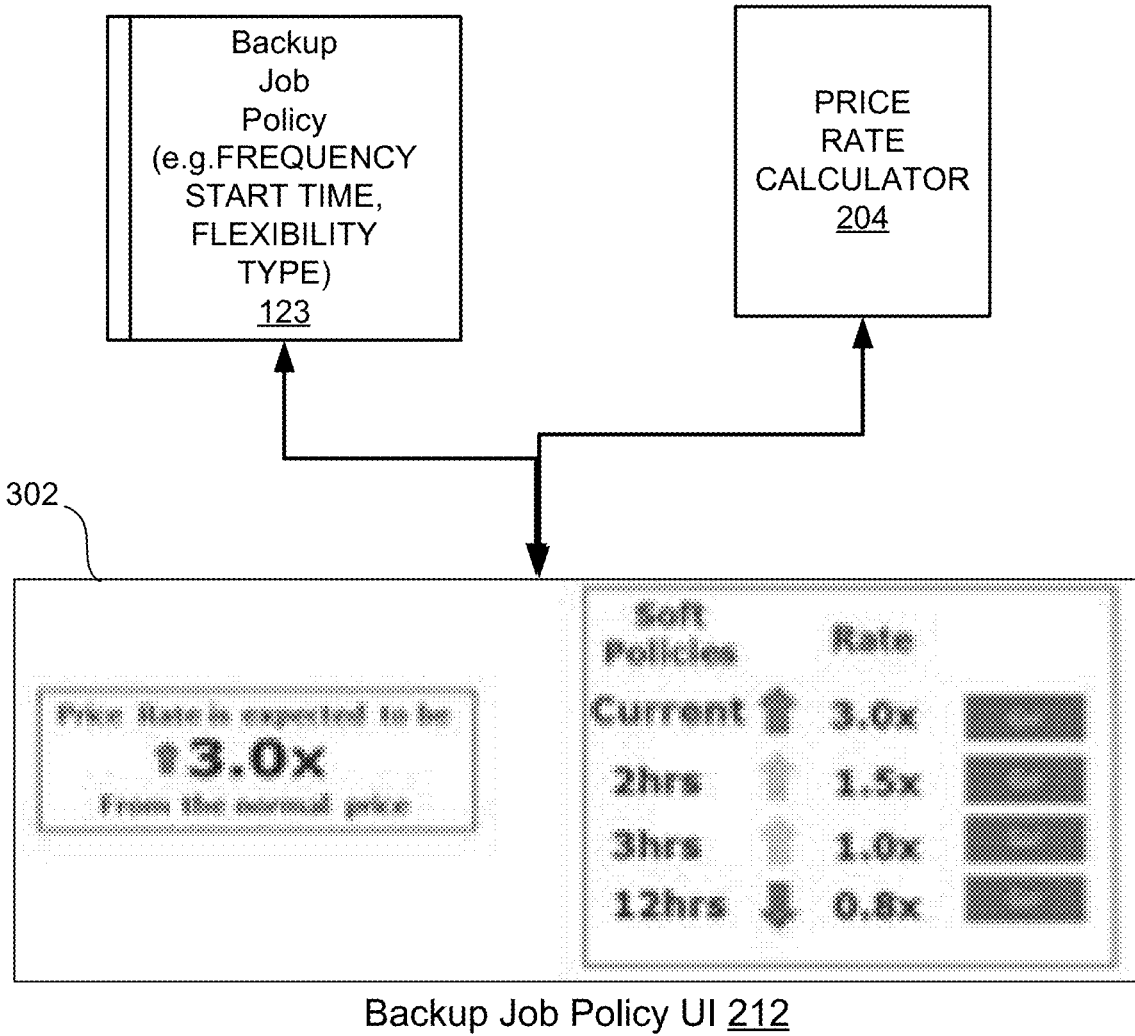 Backup
Job
Policy
(e.g.FREQUENCY
START TIME,
FLEXIBILITY
TYPE)
123
PRICE
RATE
CALCULATOR
204
302
Price Rate is expected to be
3.0x
From the normal price
Soft
Policies
Rate
Current 3.0x
2hrs 1.5x
3hrs 1.0x
12hrs 0.8x
Backup Job Policy UI 212